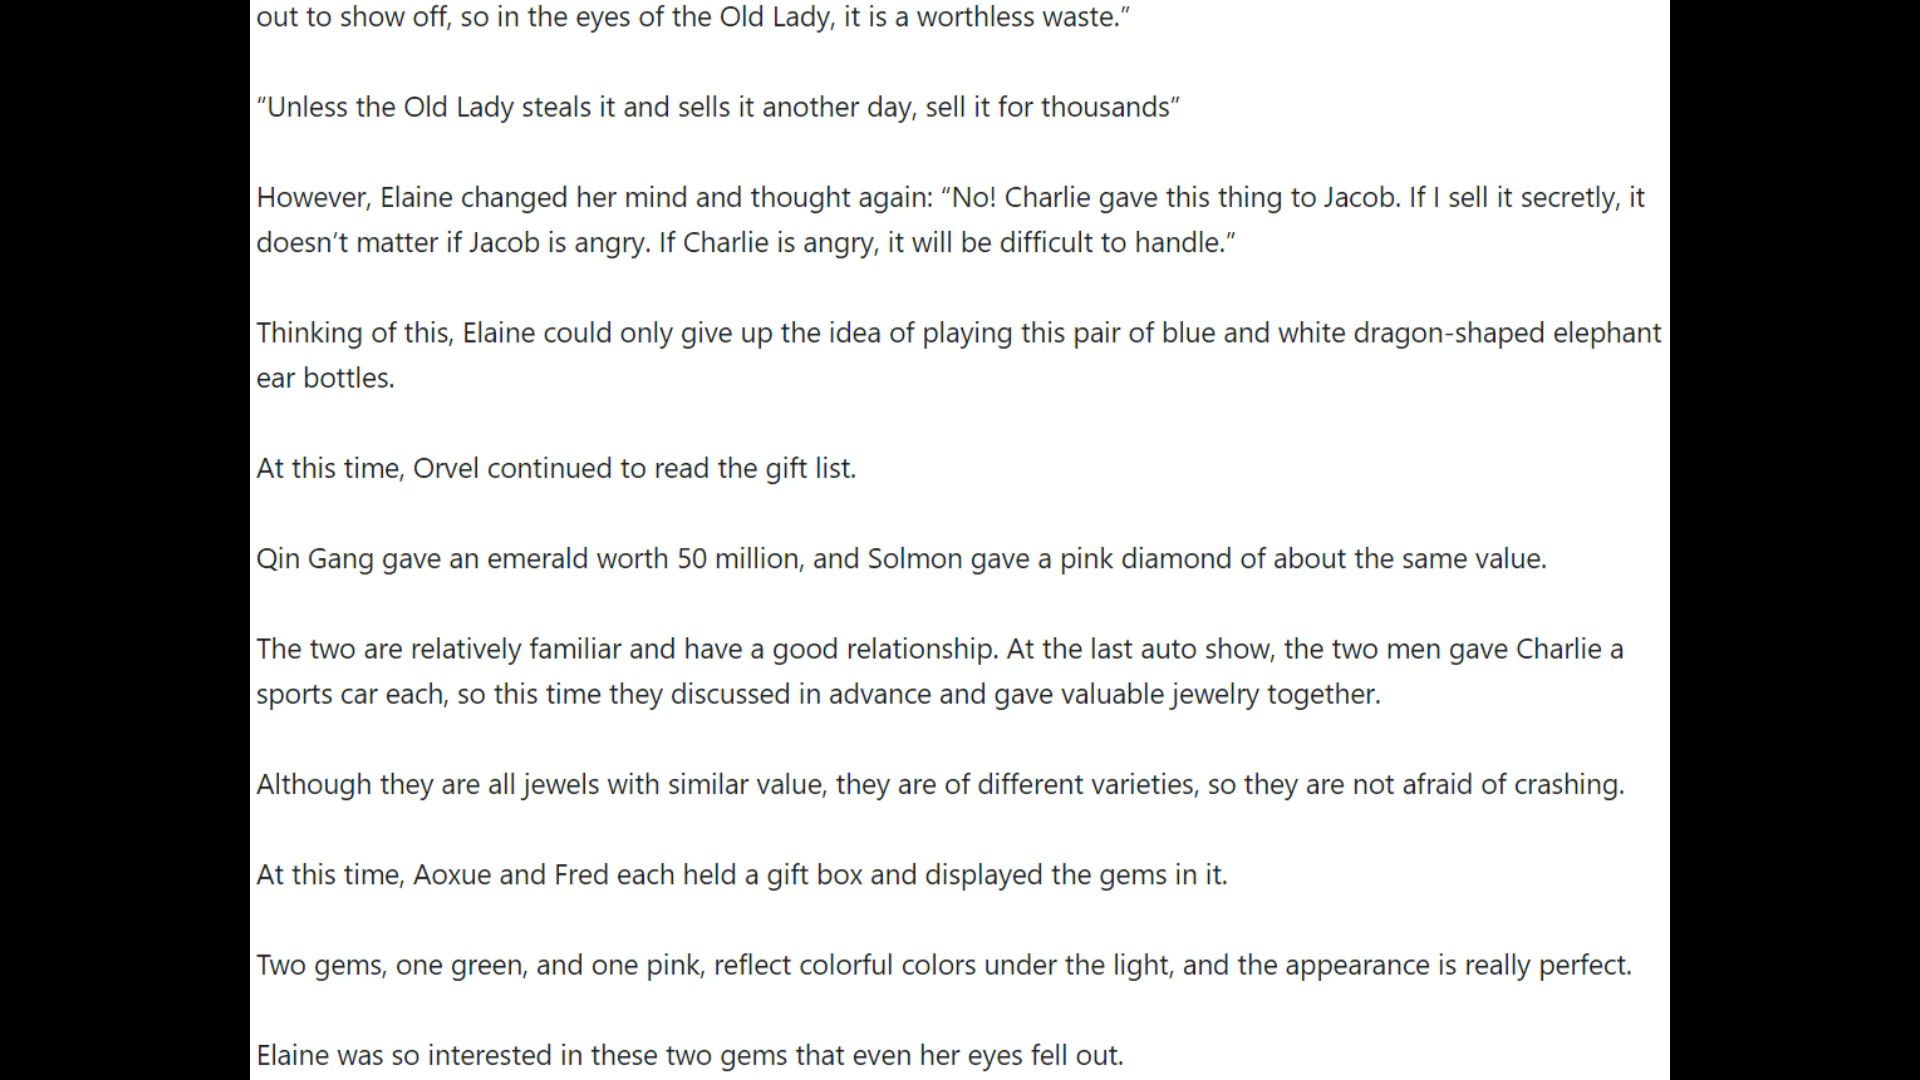 out to show off, so in the eyes of the Old Lady, it is a worthless waste.”
“Unless the Old Lady steals it and sells it another day, sell it for thousands”
However, Elaine changed her mind and thought again: “No! Charlie gave this thing to Jacob. If I sell it secretly, it
doesn’t matter if Jacob is angry. If Charlie is angry, it will be difficult to handle.”
Thinking of this, Elaine could only give up the idea of playing this pair of blue and white dragon-shaped elephant
ear bottles.
At this time, Orvel continued to read the gift list.
Qin Gang gave an emerald worth 50 million, and Solmon gave a pink diamond of about the same value.
The two are relatively familiar and have a good relationship. At the last auto show, the two men gave Charlie a
sports car each, so this time they discussed in advance and gave valuable jewelry together.
Although they are all jewels with similar value, they are of different varieties, so they are not afraid of crashing.
At this time, Aoxue and Fred each held a gift box and displayed the gems in it.
Two gems, one green, and one pink, reflect colorful colors under the light, and the appearance is really perfect.
Elaine was so interested in these two gems that even her eyes fell out.